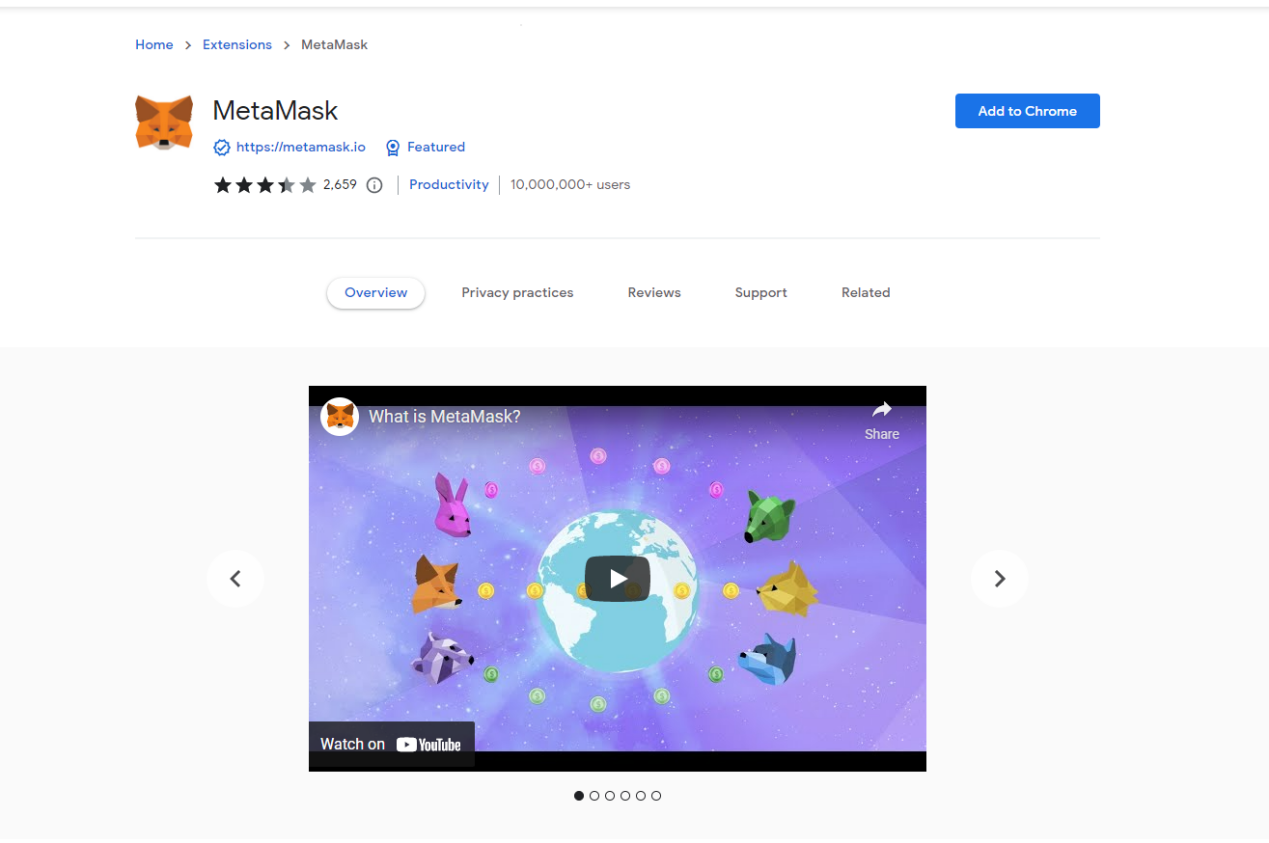 Home > Extensions > MetaMask
MetaMask
Add to Chrome
https://metamask.io Featured
2,659 Productivity 10,000,000+ users
Overview Privacy practices Reviews Support Related
What is MetaMask?
Share
Watch on YouTube